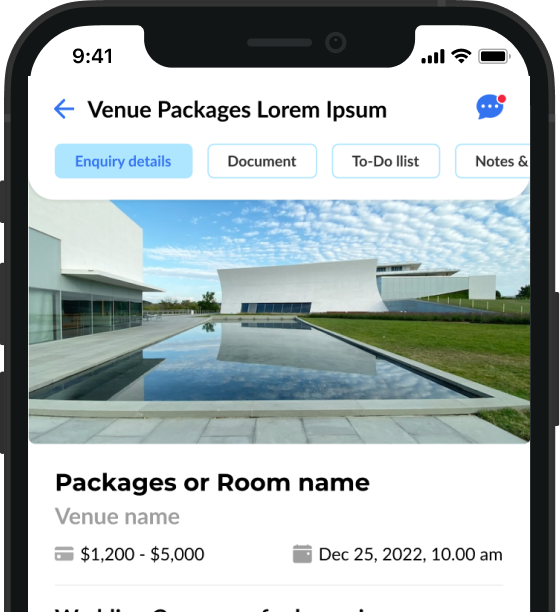 9:41
Venue Packages Lorem Ipsum
Enquiry details Document To-Do llist Notes &
Packages or Room name
Venue name
$1,200 - $5,000 Dec 25, 2022, 10.00 am